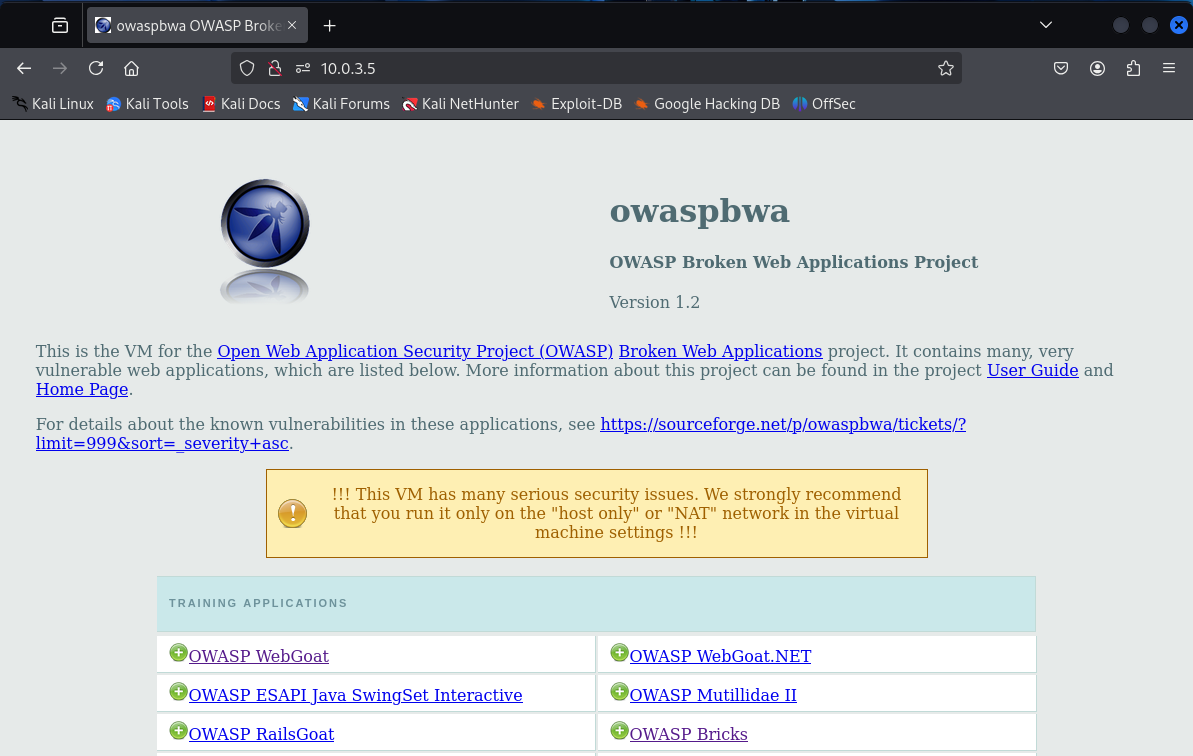 owaspbwa OWASP Broke
10.0.3.5
Kali Linux Kali Tools Kali Docs Kali Forums Kali NetHunter Exploit-DB Google Hacking DB OffSec
owaspbwa
OWASP Broken Web Applications Project
Version 1.2
This is the VM for the Open Web Application Security Project (OWASP) Broken Web Applications project. It contains many, very
vulnerable web applications, which are listed below. More information about this project can be found in the project User Guide and
Home Page.
For details about the known vulnerabilities in these applications, see https://sourceforge.net/p/owaspbwa/tickets/?
limit=999&sort=_severity+asc.
!!! This VM has many serious security issues. We strongly recommend
that you run it only on the "host only" or "NAT" network in the virtual
machine settings !!!
TRAINING APPLICATIONS
OWASP WebGoat OWASP WebGoat.NET
OWASP ESAPI Java SwingSet Interactive OWASP Mutillidae II
OWASP RailsGoat OWASP Bricks